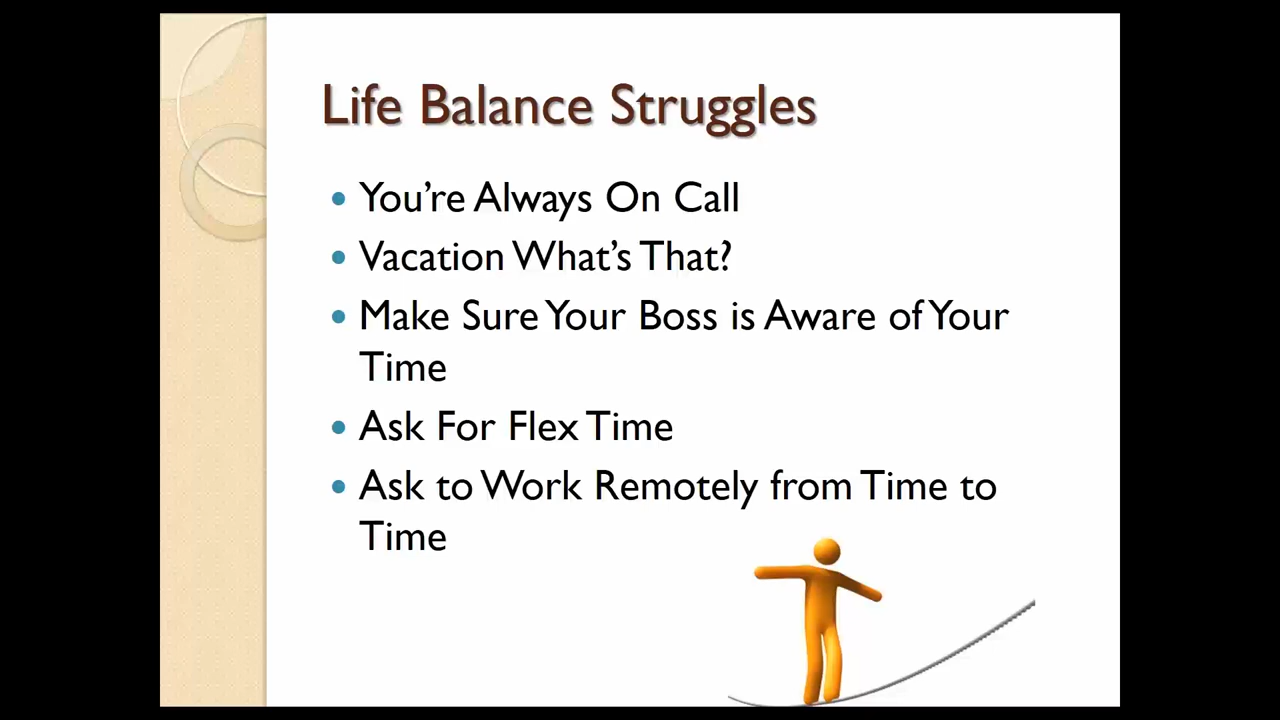 Life Balance Struggles
• You're Always On Call
• Vacation What's That?
• Make Sure Your Boss is Aware of Your
Time
• Ask For Flex Time
• Ask to Work Remotely from Time to
Time